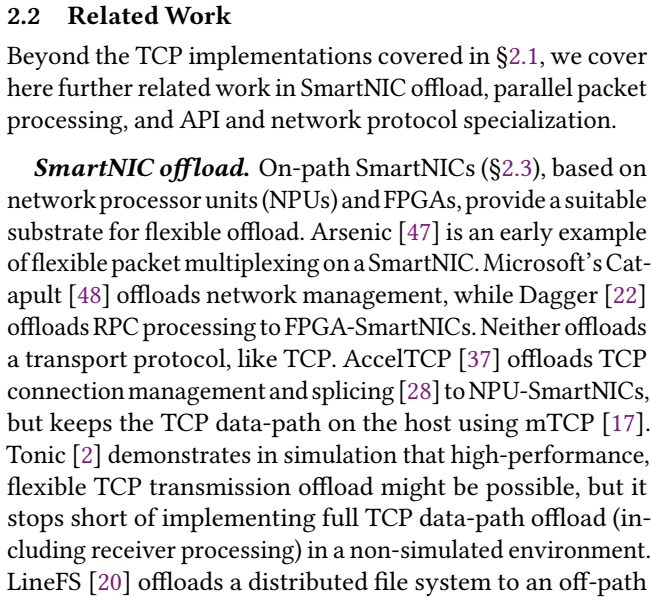 2.2 Related Work
Beyond the TCP implementations covered in §2.1, we cover
here further related work in SmartNIC offload, parallel packet
processing, and API and network protocol specialization.
SmartNIC offload. On-path SmartNICs (§2.3), based on
network processor units (NPUs) and FPGAs, provide a suitable
substrate for flexible offload. Arsenic [47] is an early example
of flexible packet multiplexing on a SmartNIC. Microsoft's Cat-
apult [48] offloads network management, while Dagger [22]
offloads RPC processing to FPGA-SmartNICs. Neither offloads
a transport protocol, like TCP. AccelTCP [37] offloads TCP
connection management and splicing [28] to NPU-SmartNICs,
but keeps the TCP data-path on the host using mTCP [17].
Tonic [2] demonstrates in simulation that high-performance,
flexible TCP transmission offload might be possible, but it
stops short of implementing full TCP data-path offload (in-
cluding receiver processing) in a non-simulated environment.
LineFS [20] offloads a distributed file system to an off-path